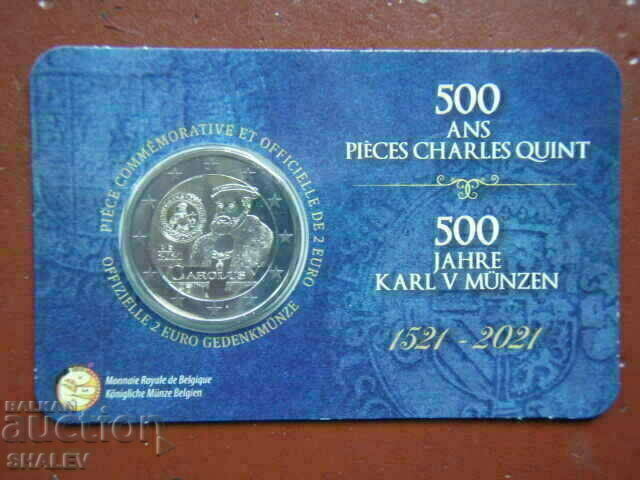 500
ANS
PIÈCES CHARLES QUINT
500
JAHRE
KARL V MÜNZEN
1521 - 2021
PIÈCE COMMÉMORATIVE ET OFFICIELLE DE 2 EURO
OFFIZIELLE 2 EURO GEDENKMÜNZE
CAROLUS V
Monnaie Royale de Belgique
Königliche Münze Belgien
BALKAN
auction
SHALEV